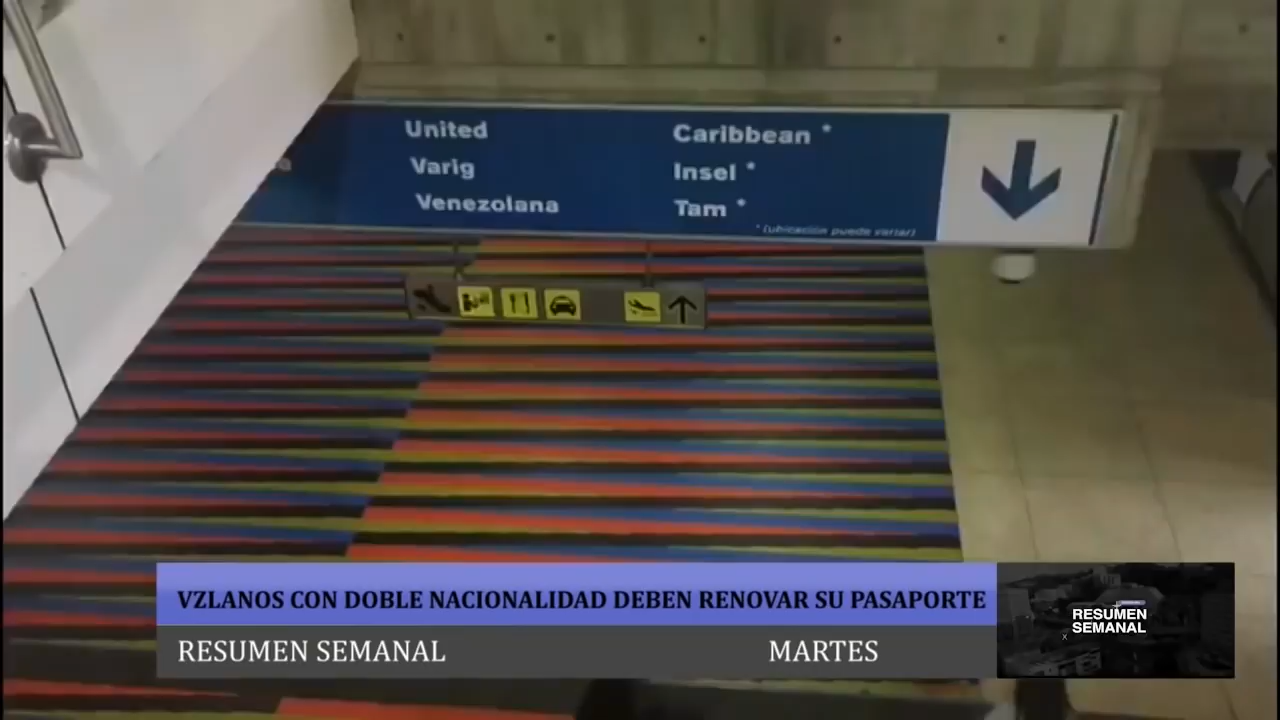 United
Varig
Venezolana
Caribbean *
Insel *
Tam *
* (ubicación puede variar)
VZLANOS CON DOBLE NACIONALIDAD DEBEN RENOVAR SU PASAPORTE
RESUMEN SEMANAL
MARTES
RESUMEN
SEMANAL